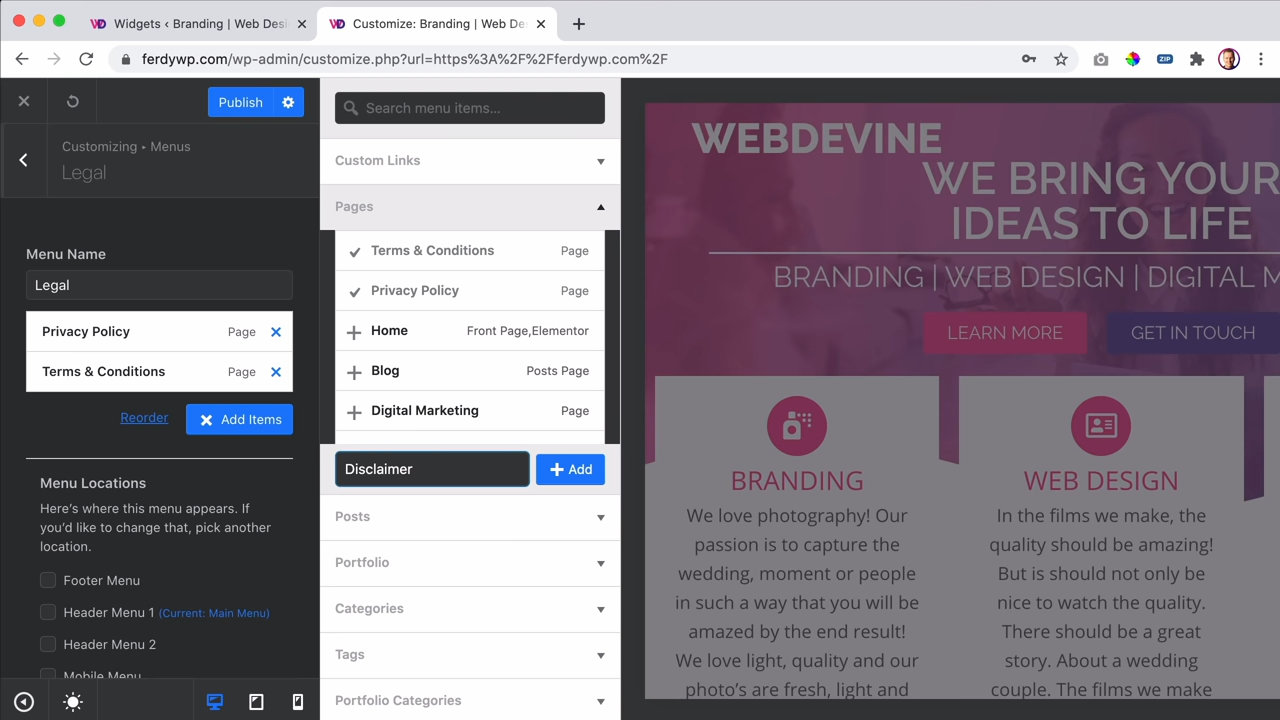 Widgets ‹ Branding | Web Desi
Customize: Branding | Web De
ferdywp.com/wp-admin/customize.php?url=https%3A%2F%2Fferdywp.com%2F
ZIP
Publish
Customizing ▸ Menus
Legal
Menu Name
Legal
Privacy Policy Page
Terms & Conditions Page
Reorder
Add Items
Menu Locations
Here's where this menu appears. If
you'd like to change that, pick another
location.
Footer Menu
Header Menu 1 (Current: Main Menu)
Header Menu 2
Mobile Menu
Search menu items...
Custom Links
Pages
Terms & Conditions Page
Privacy Policy Page
Home Front Page,Elementor
Blog Posts Page
Digital Marketing Page
Disclaimer
Add
Posts
Portfolio
Categories
Tags
Portfolio Categories
WEBDEVINE
WE BRING YOUR
IDEAS TO LIFE
BRANDING | WEB DESIGN | DIGITAL M
LEARN MORE
GET IN TOUCH
BRANDING
We love photography! Our
passion is to capture the
wedding, moment or people
in such a way that you will be
amazed by the end result!
We love light, quality and our
photo's are fresh, light and
WEB DESIGN
In the films we make, the
quality should be amazing!
But is should not only be
nice to watch the quality.
There should be a great
story. About a wedding
couple. The films we make